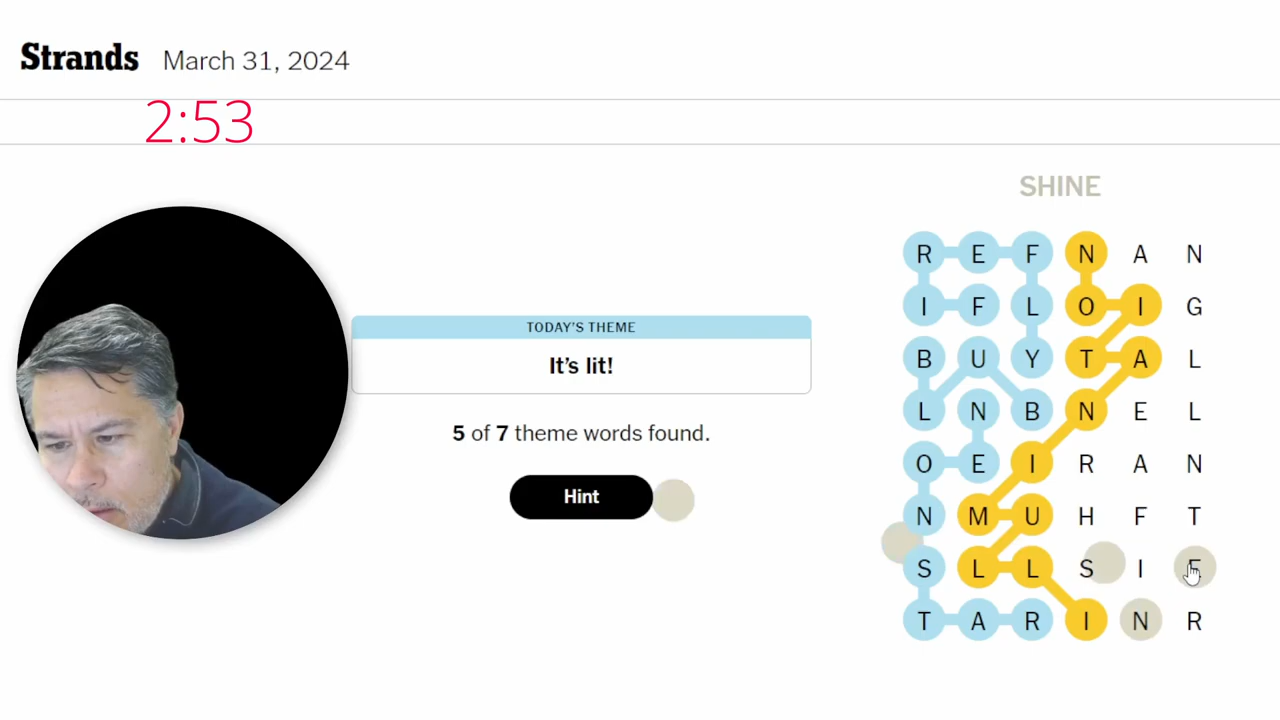 Strands March 31, 2024
2:53
SHINE
TODAY'S THEME
It's lit!
5 of 7 theme words found.
Hint
R E F N A N
I F L O I G
B U Y T A L
L N B N E L
O E I R A N
N M U H F T
S L L S I E
T A R I N R